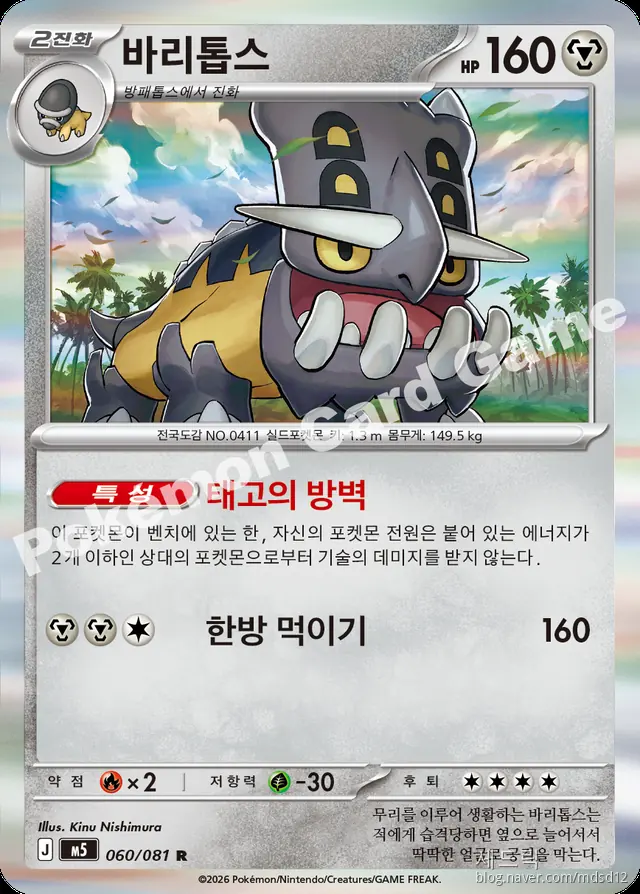 2진화
바리톱스
HP 160
방패톱스에서 진화
전국도감 NO.0411 실드포켓몬 키: 1.3 m 몸무게: 149.5 kg
특성 태고의 방벽
이 포켓몬이 벤치에 있는 한, 자신의 포켓몬 전원은 붙어 있는 에너지가
2개 이하인 상대의 포켓몬으로부터 기술의 데미지를 받지 않는다.
한방 먹이기 160
약점 ×2 저항력 -30 후퇴
무리를 이루어 생활하는 바리톱스는
적에게 습격당하면 옆으로 늘어서서
딱딱한 얼굴로 공격을 막는다.
Illus. Kinu Nishimura
J M5 060/081 R
©2026 Pokémon/Nintendo/Creatures/GAME FREAK.
Pokémon Card Game
blog.naver.com/mdsd12